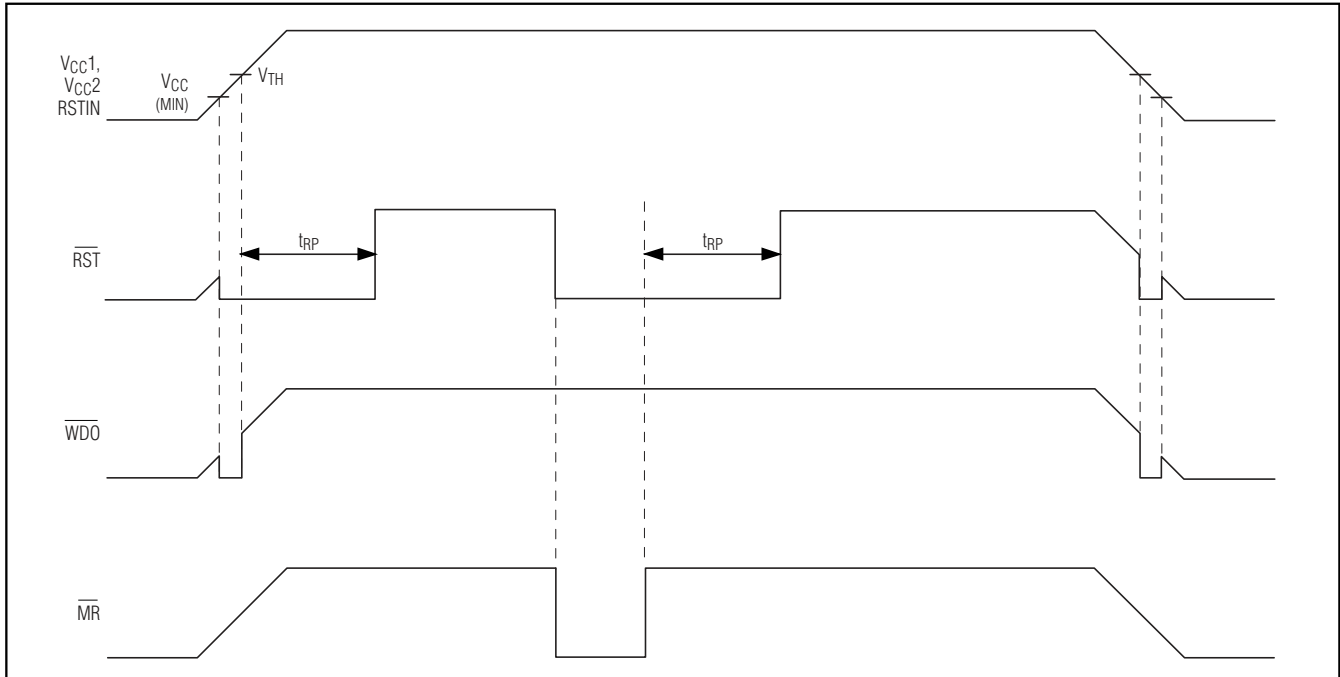 VCC1,
VCC2
RSTIN
VCC
(MIN)
VTH
tRP
tRP
RST
WDO
MR